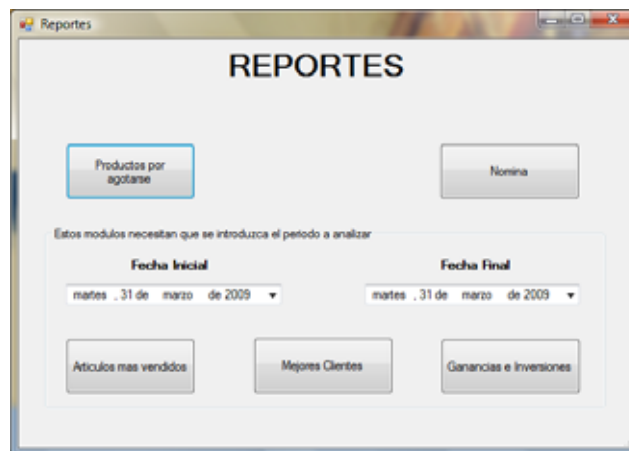 Reportes
REPORTES
Productos por
agotarse
Nomina
Estos modulos necesitan que se introduzca el periodo a analizar
Fecha Inicial
Fecha Final
martes , 31 de marzo de 2009
martes , 31 de marzo de 2009
Articulos mas vendidos
Mejores Clientes
Ganancias e Inversiones